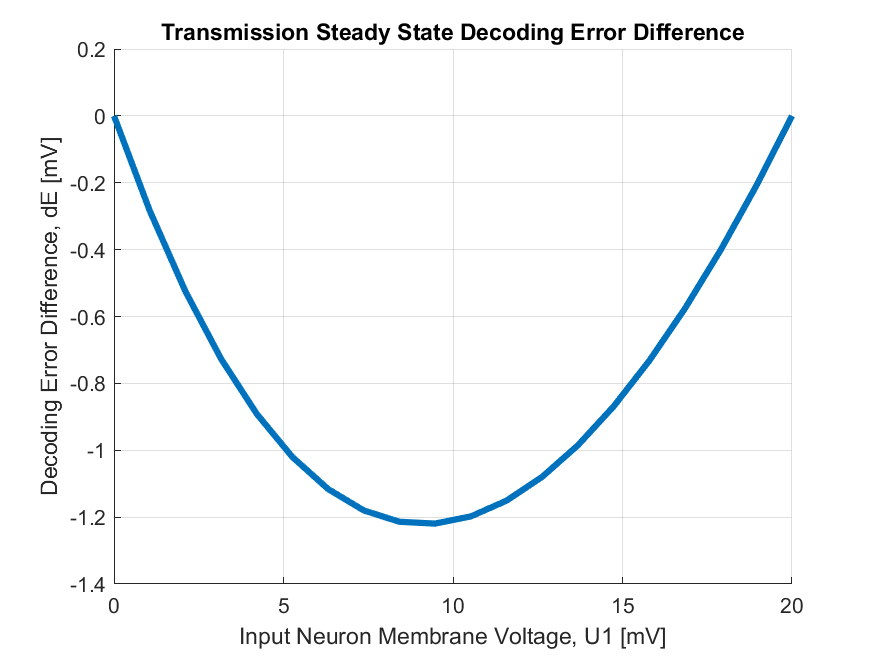 Transmission Steady State Decoding Error Difference
0.2
0
-0.2
-0.4
-0.6
-0.8
-1
-1.2
-1.4
Decoding Error Difference, dE [mV]
0 5 10 15 20
Input Neuron Membrane Voltage, U1 [mV]